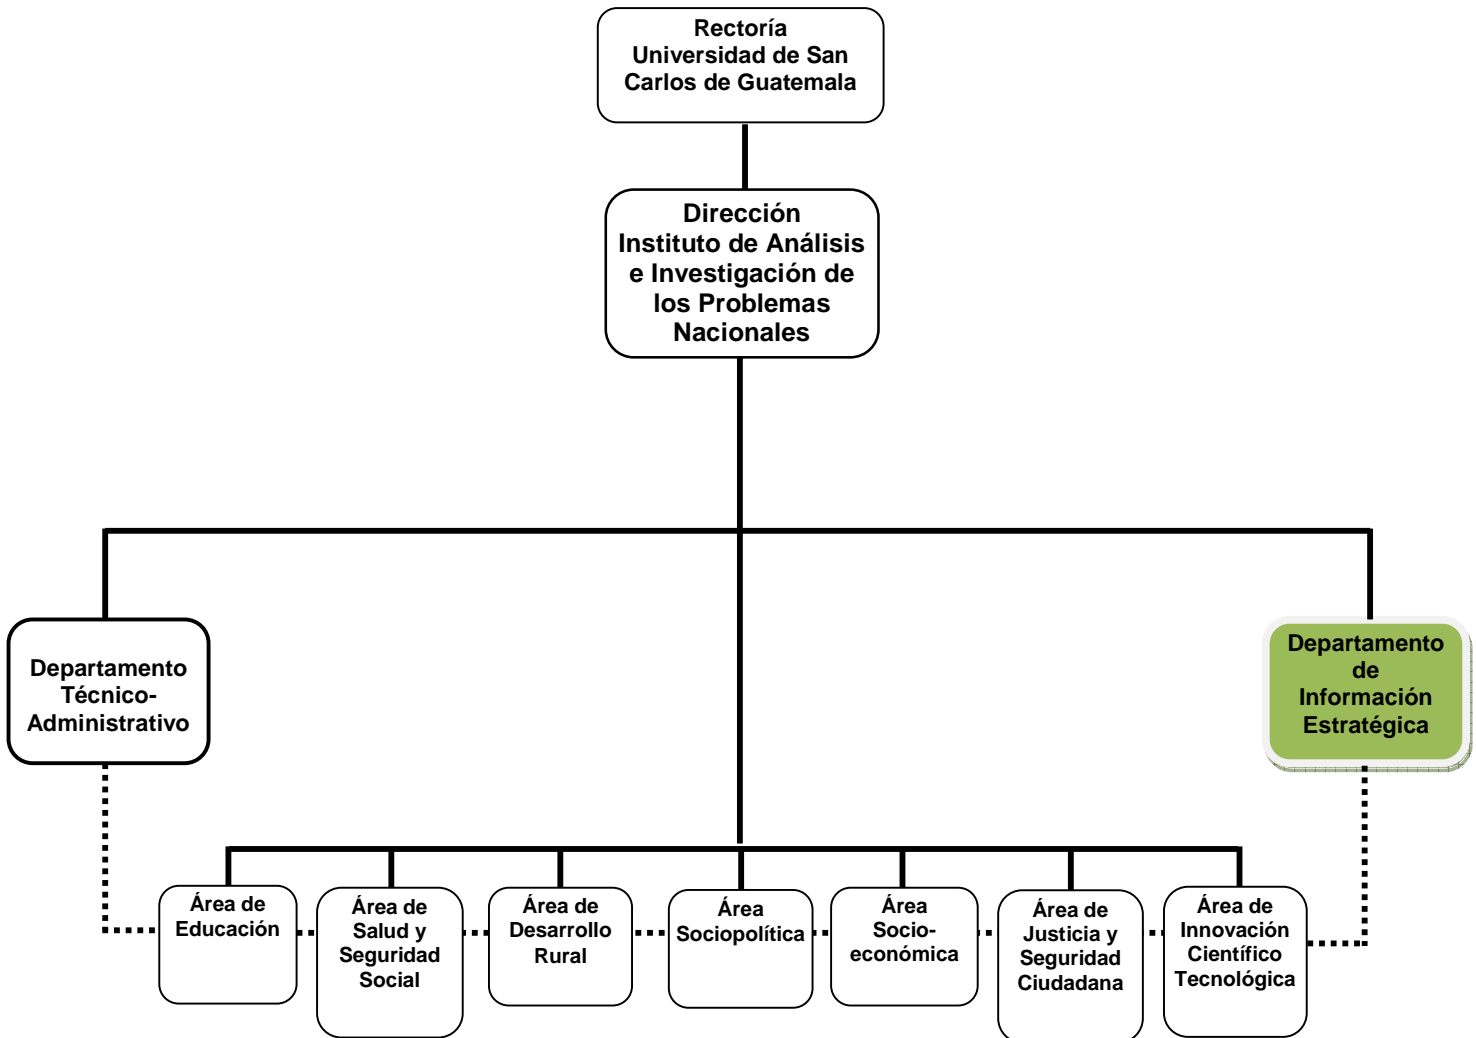 Rectoría
Universidad de San
Carlos de Guatemala
Dirección
Instituto de Análisis
e Investigación de
los Problemas
Nacionales
Departamento
Técnico-
Administrativo
Departamento
de
Información
Estratégica
Área de
Educación
Área de
Salud y
Seguridad
Social
Área de
Desarrollo
Rural
Área
Sociopolítica
Área
Socio-
económica
Área de
Justicia y
Seguridad
Ciudadana
Área de
Innovación
Científico
Tecnológica